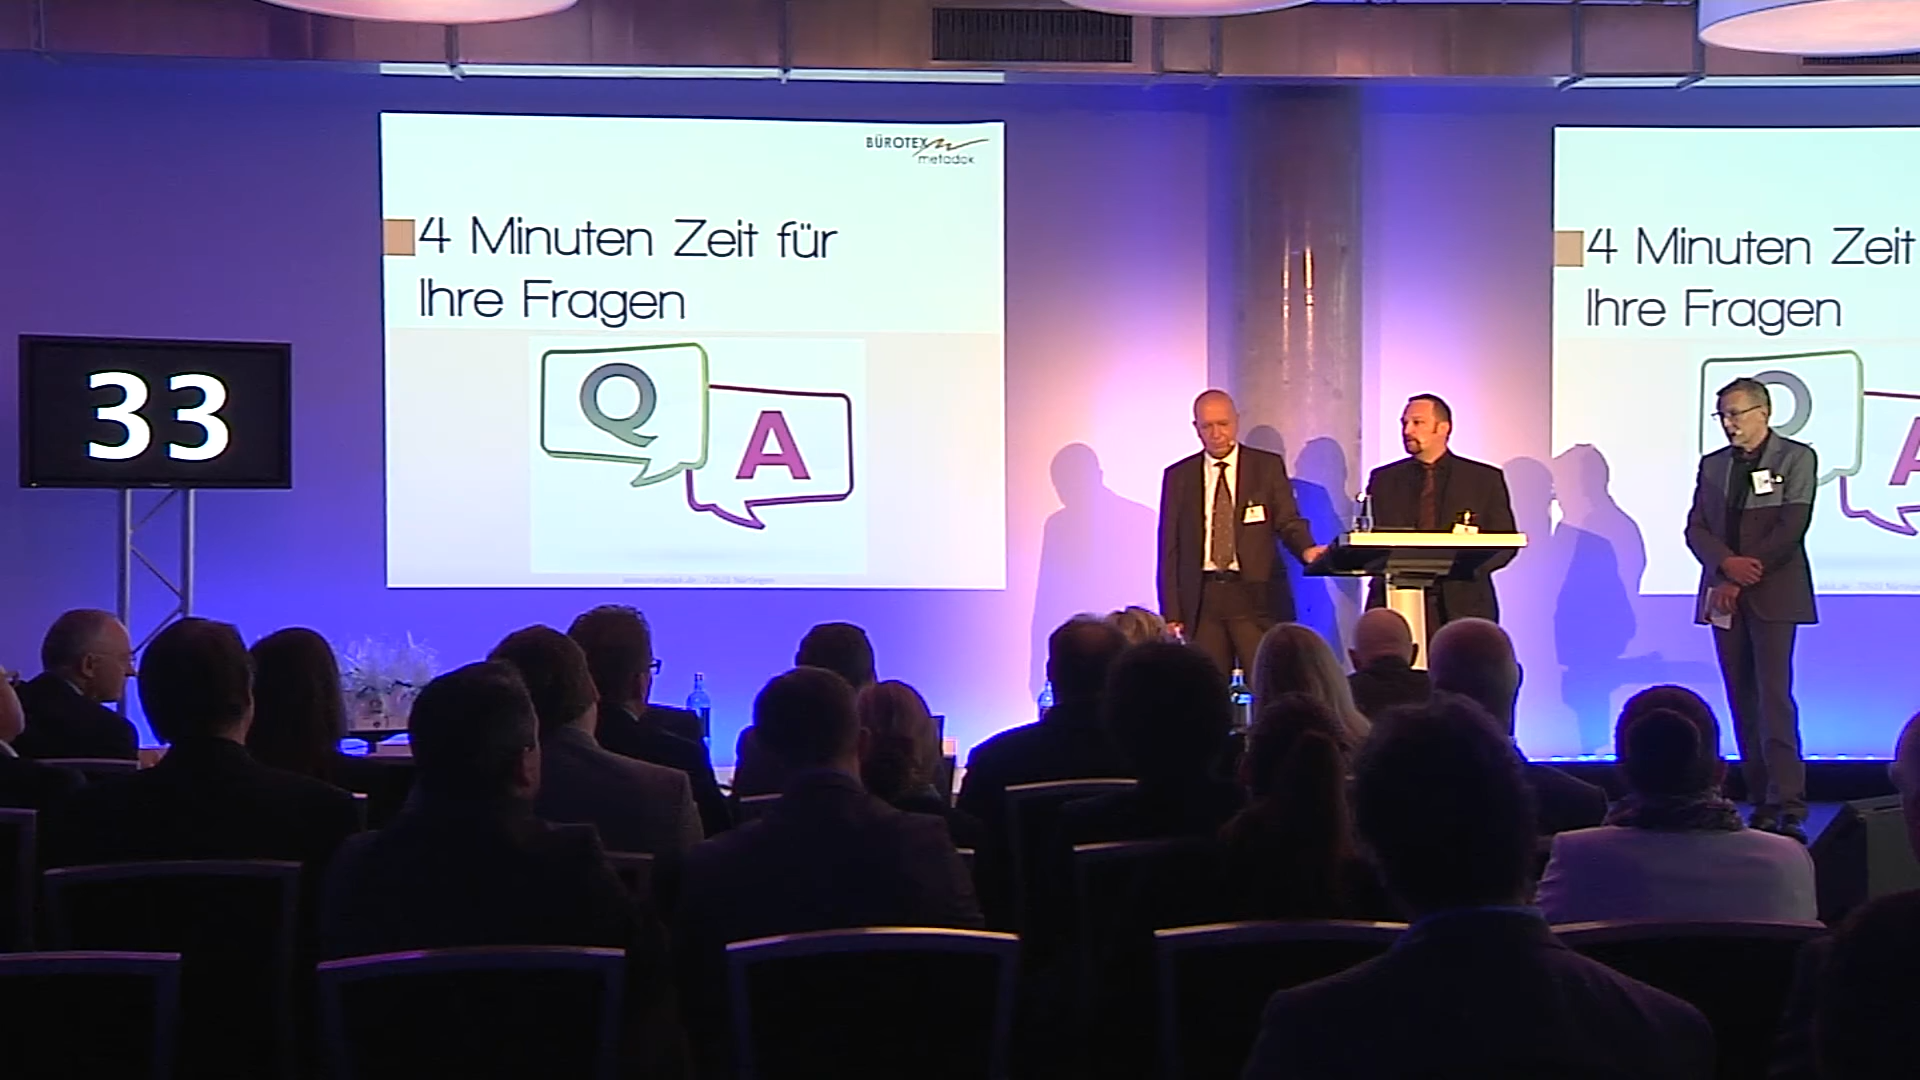 BÜROTEX
metadok
4 Minuten Zeit für
Ihre Fragen
Q
A
33
4 Minuten Zeit
Ihre Fragen
Q
A